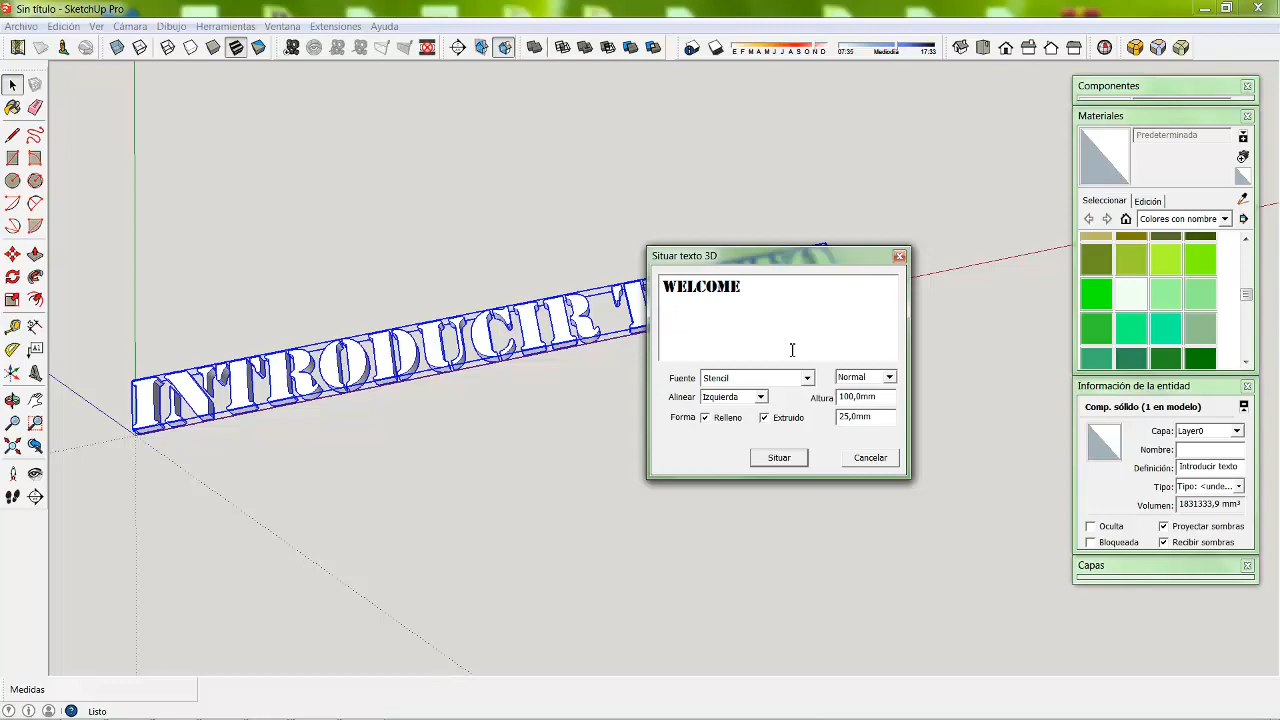 Sin título - SketchUp Pro
Archivo Edición Ver Cámara Dibujo Herramientas Ventana Extensiones Ayuda
E F M A M J J A S O N D 07:35 Mediodía 17:33
Componentes
Materiales
Predeterminada
Seleccionar Edición
Colores con nombre
Situar texto 3D
WELCOME
INTRODUCIR T
Fuente Stencil Normal
Alinear Izquierda Altura 100,0mm
Forma Relleno Extruido 25,0mm
Situar Cancelar
Información de la entidad
Comp. sólido (1 en modelo)
Capa: Layer0
Nombre:
Definición: Introducir texto
Tipo: Tipo: <unde...
Volumen: 1831333,9 mm³
Oculta Proyectar sombras
Bloqueada Recibir sombras
Capas
A1
Medidas
Listo